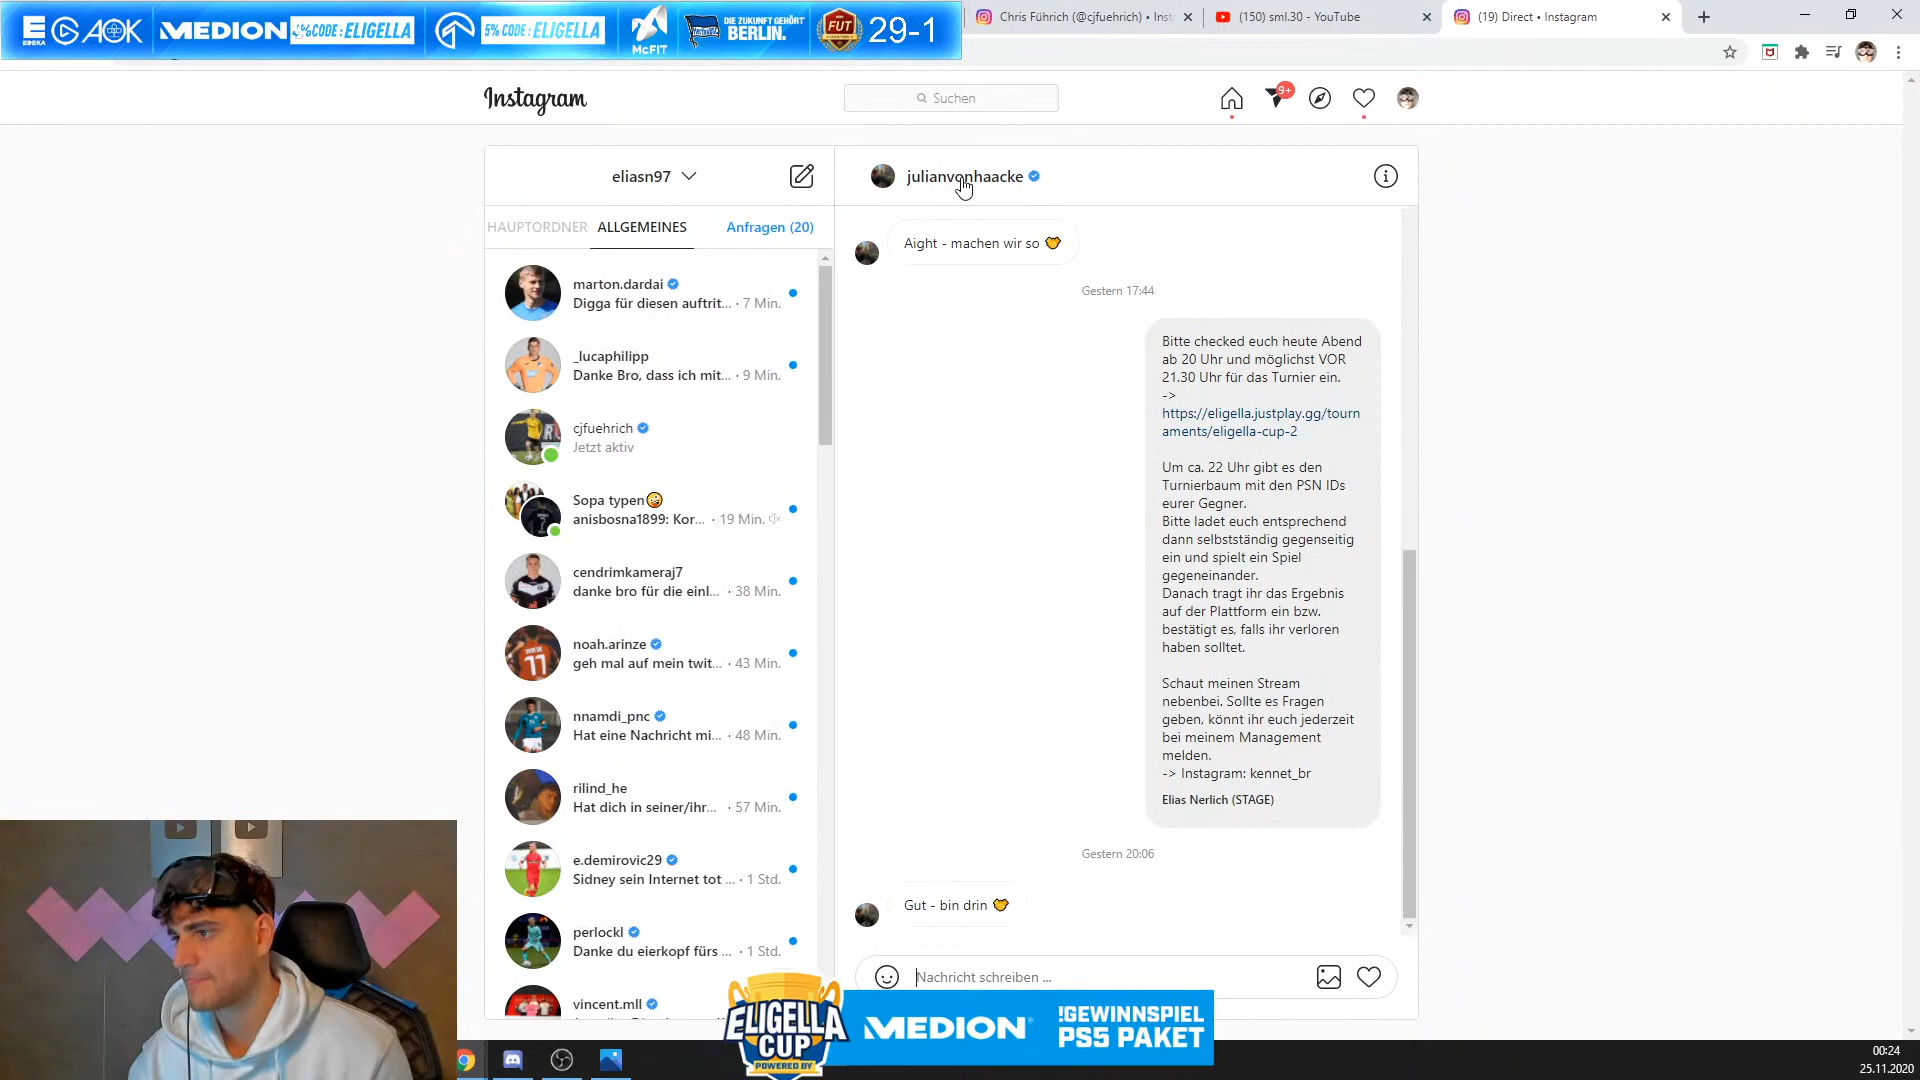 EINEKA
AOK
MEDION
CODE: ELIGELLA
5% CODE: ELIGELLA
McFIT
DIE ZUKUNFT GEHÖRT
BERLIN.
FUT
29-1
Chris Führich (@cjfuehrich) • Inst
(150) sml.30 - YouTube
(19) Direct • Instagram
Instagram
Suchen
9+
eliasn97
julianvonhaacke
HAUPTORDNER
ALLGEMEINES
Anfragen (20)
marton.dardai
Digga für diesen auftrit... · 7 Min.
_lucaphilipp
Danke Bro, dass ich mit... · 9 Min.
cjfuehrich
Jetzt aktiv
Sopa typen🤪
anisbosna1899: Kor... · 19 Min.
cendrimkameraj7
danke bro für die einl... · 38 Min.
noah.arinze
geh mal auf mein twit... · 43 Min.
nnamdi_pnc
Hat eine Nachricht mi... · 48 Min.
rilind_he
Hat dich in seiner/ihr... · 57 Min.
e.demirovic29
Sidney sein Internet tot ... · 1 Std.
perlockl
Danke du eierkopf fürs ... · 1 Std.
vincent.mll
Aight - machen wir so
Gestern 17:44
Bitte checked euch heute Abend
ab 20 Uhr und möglichst VOR
21.30 Uhr für das Turnier ein.
->
https://eligella.justplay.gg/tourn
aments/eligella-cup-2
Um ca. 22 Uhr gibt es den
Turnierbaum mit den PSN IDs
eurer Gegner.
Bitte ladet euch entsprechend
dann selbstständig gegenseitig
ein und spielt ein Spiel
gegeneinander.
Danach tragt ihr das Ergebnis
auf der Plattform ein bzw.
bestätigt es, falls ihr verloren
haben solltet.
Schaut meinen Stream
nebenbei. Sollte es Fragen
geben, könnt ihr euch jederzeit
bei meinem Management
melden.
-> Instagram: kennet_br
Elias Nerlich (STAGE)
Gestern 20:06
Gut - bin drin
Nachricht schreiben ...
ELIGELLA
CUP
POWERED BY
MEDION
!GEWINNSPIEL
PS5 PAKET
00:24
25.11.2020